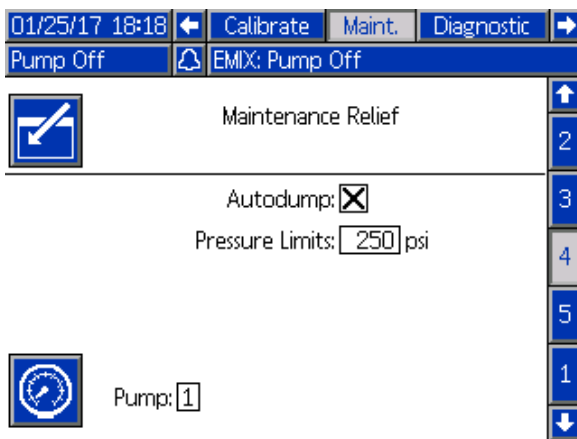 01/25/17 18:18 Calibrate Maint. Diagnostic
Pump Off EMIX: Pump Off
Maintenance Relief
2
Autodump:
3
Pressure Limits: 250 psi
4
5
1
Pump: 1